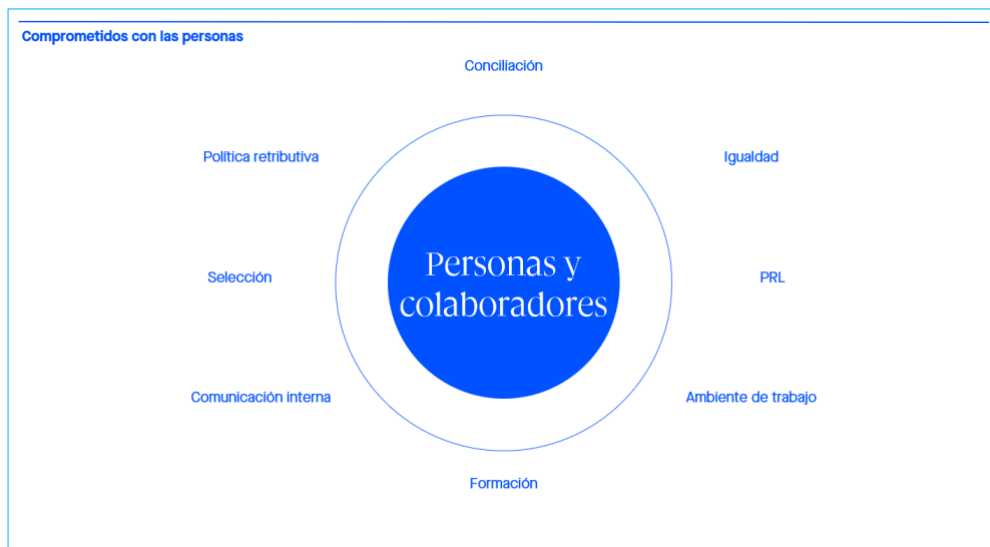 Comprometidos con las personas
Conciliación
Política retributiva
Igualdad
Personas y
colaboradores
Selección
PRL
Comunicación interna
Ambiente de trabajo
Formación